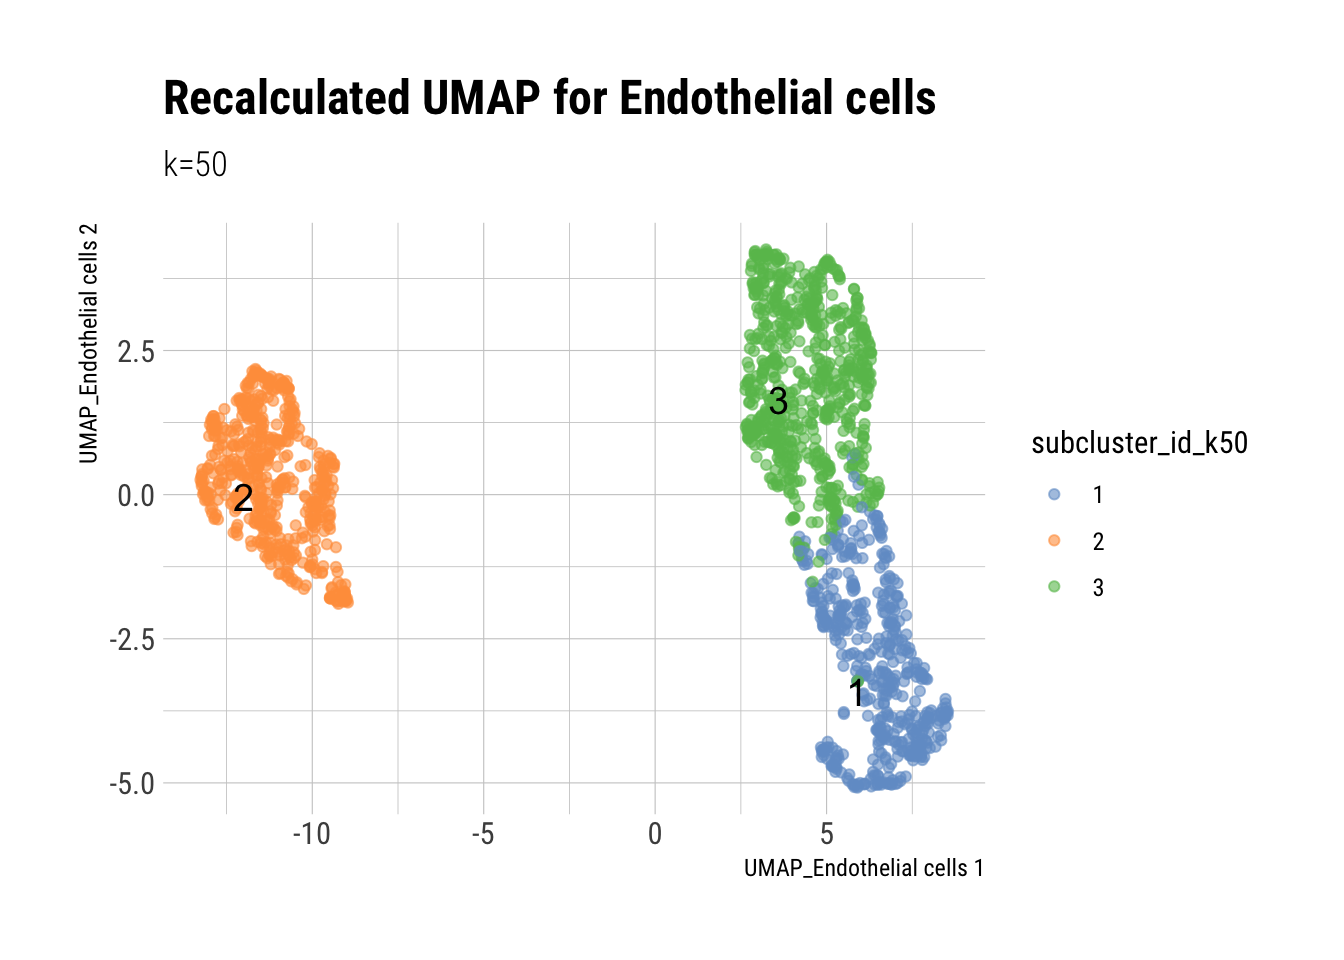 Recalculated UMAP for Endothelial cells
k=50
UMAP_Endothelial cells 2
2.5
0.0
-2.5
-5.0
3
2
1
-10
-5
0
5
UMAP_Endothelial cells 1
subcluster_id_k50
1
2
3